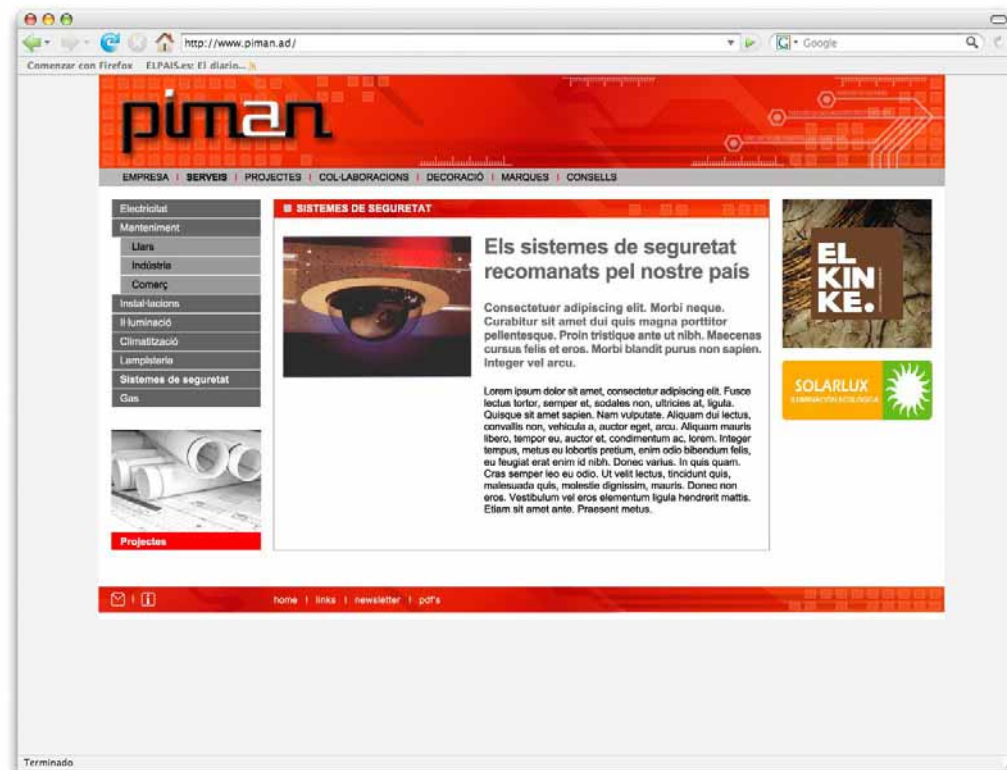 http://www.piman.ad/
Google
Comenzar con Firefox ELPAIS.es: El diario...
piman
EMPRESA | SERVEIS | PROJECTES | COL·LABORACIONS | DECORACIÓ | MARQUES | CONSELLS
Electricitat
Manteniment
Llars
Indústria
Comerç
Instal·lacions
Il·luminació
Climatització
Lampisteria
Sistemes de seguretat
Gas
Projectes
SISTEMES DE SEGURETAT
Els sistemes de seguretat
recomanats pel nostre país
Consectetuer adipiscing elit. Morbi neque.
Curabitur sit amet dui quis magna porttitor
pellentesque. Proin tristique ante ut nibh. Maecenas
cursus felis et eros. Morbi blandit purus non sapien.
Integer vel arcu.
Lorem ipsum dolor sit amet, consectetur adipiscing elit. Fusce
lectus tortor, semper et, sodales non, ultricies at, ligula.
Quisque sit amet sapien. Nam vulputate. Aliquam dui lectus,
convallis non, vehicula a, auctor eget, arcu. Aliquam mauris
libero, tempor eu, auctor et, condimentum ac, lorem. Integer
tempus, metus eu lobortis pretium, enim odio bibendum felis,
eu feugiat erat enim id nibh. Donec varius. In quis quam.
Cras semper leo eu odio. Ut velit lectus, tincidunt quis,
malesuada quis, molestie dignissim, mauris. Donec non
eros. Vestibulum vel eros elementum ligula hendrerit mattis.
Etiam sit amet ante. Praesent metus.
EL
KIN
KE.
SOLARLUX
ILUMINACIÓN ECOLÓGICA
home | links | newsletter | pdf's
Terminado